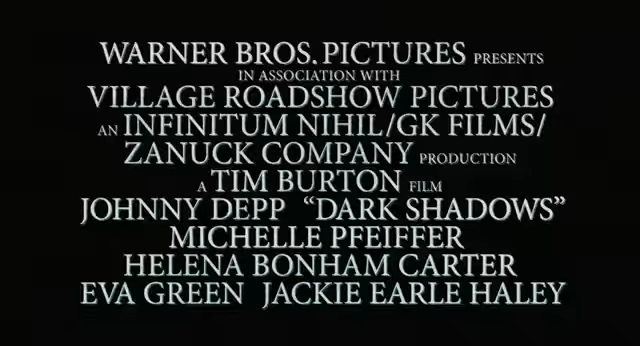 WARNER BROS. PICTURES PRESENTS
IN ASSOCIATION WITH
VILLAGE ROADSHOW PICTURES
AN INFINITUM NIHIL/GK FILMS/
ZANUCK COMPANY PRODUCTION
A TIM BURTON FILM
JOHNNY DEPP "DARK SHADOWS"
MICHELLE PFEIFFER
HELENA BONHAM CARTER
EVA GREEN JACKIE EARLE HALEY